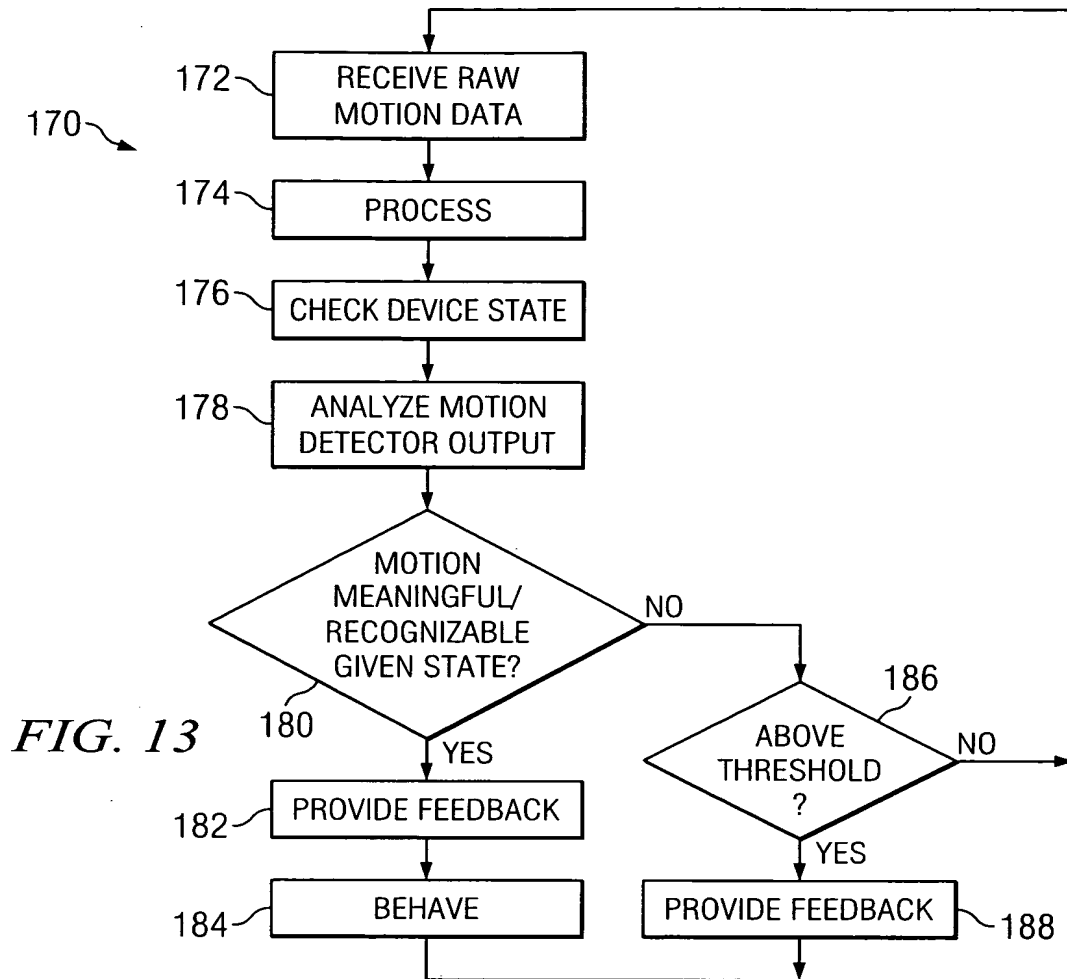 172
RECEIVE RAW
MOTION DATA
170
174
PROCESS
176
CHECK DEVICE STATE
178
ANALYZE MOTION
DETECTOR OUTPUT
MOTION
MEANINGFUL/
RECOGNIZABLE
GIVEN STATE?
NO
180
186
FIG. 13
YES
ABOVE
THRESHOLD
?
NO
182
PROVIDE FEEDBACK
YES
184
BEHAVE
PROVIDE FEEDBACK
188